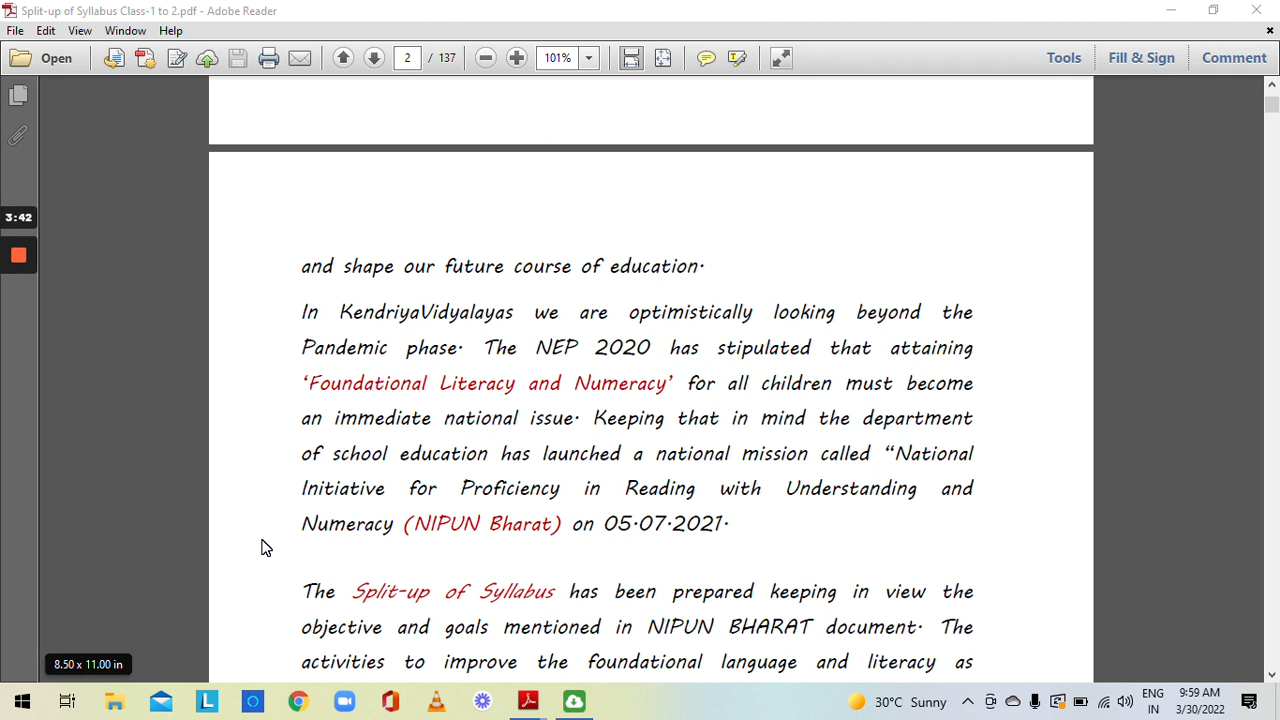 Split-up of Syllabus Class-1 to 2.pdf - Adobe Reader
File Edit View Window Help
Open 2 / 137 101% Tools Fill & Sign Comment
3:42
and shape our future course of education.
In KendriyaVidyalayas we are optimistically looking beyond the
Pandemic phase. The NEP 2020 has stipulated that attaining
‘Foundational Literacy and Numeracy’ for all children must become
an immediate national issue. Keeping that in mind the department
of school education has launched a national mission called “National
Initiative for Proficiency in Reading with Understanding and
Numeracy (NIPUN Bharat) on 05.07.2021.
The Split-up of Syllabus has been prepared keeping in view the
objective and goals mentioned in NIPUN BHARAT document. The
activities to improve the foundational language and literacy as
8.50 x 11.00 in
L
30°C Sunny
ENG
IN
9:59 AM
3/30/2022